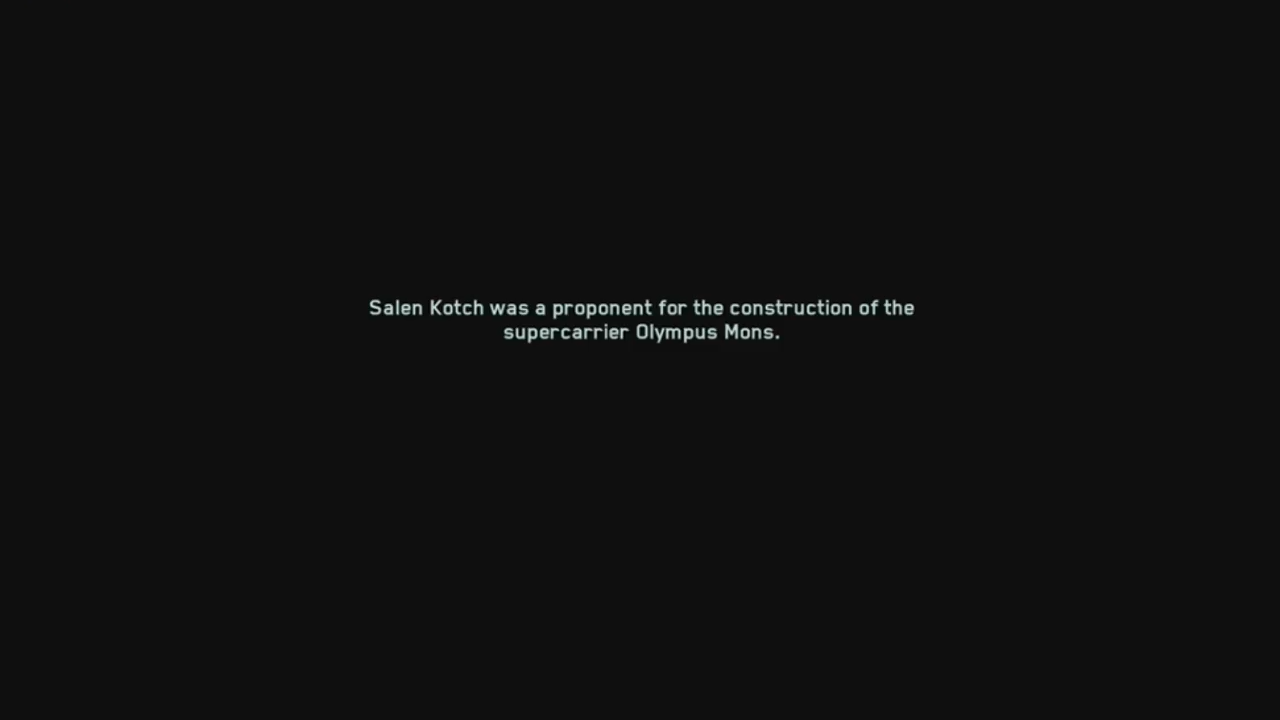 Salen Kotch was a proponent for the construction of the
supercarrier Olympus Mons.